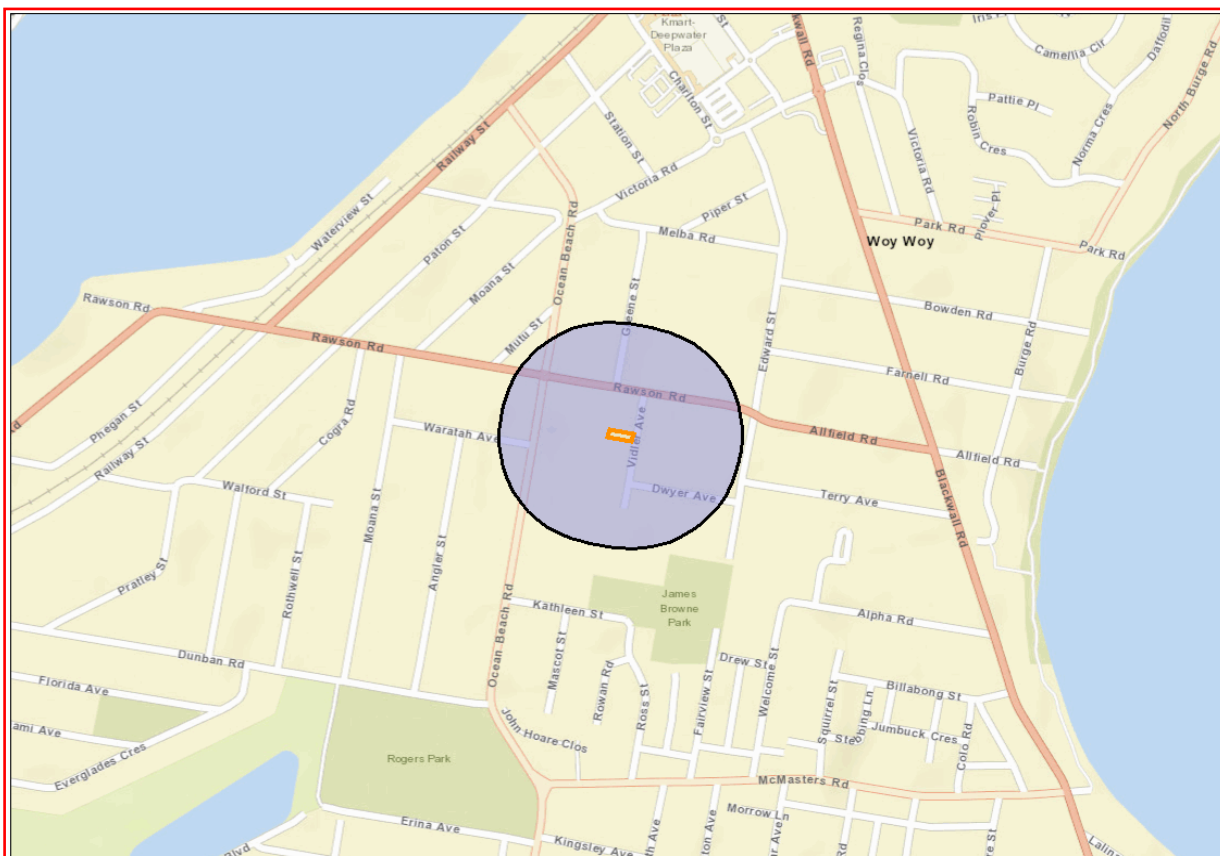 Kmart-
Deepwater
Plaza
Camellia Cir
Daffodil
Regina Clos
North Burge Rd
Pattie Pl
Robin Cres
Norma Cres
Charlton St
Station St
Railway St
Victoria Rd
Victoria Rd
Plover Pl
Piper St
Park Rd
Park Rd
Woy Woy
Melba Rd
Waterview St
Paton St
Moana St
Ocean Beach Rd
Greene St
Bowden Rd
Burge Rd
Edward St
Rawson Rd
Rawson Rd
Mutu St
Farnell Rd
Rawson Rd
Phegan St
Cogra Rd
Waratah Ave
Vidler Ave
Allfield Rd
Allfield Rd
Railway St
Walford St
Dwyer Ave
Terry Ave
Blackwall Rd
Moana St
Angler St
Pratley St
Rothwell St
James
Browne
Park
Kathleen St
Alpha Rd
Ocean Beach Rd
Mascot St
Rowan Rd
Ross St
Fairview St
Drew St
Welcome St
Dunban Rd
Florida Ave
Billabong St
Squirrel St
Jumbuck Cres
Colo Rd
John Hoare Clos
Everglades Cres
Rogers Park
McMasters Rd
Morrow Ln
Erina Ave
Kingsley Ave